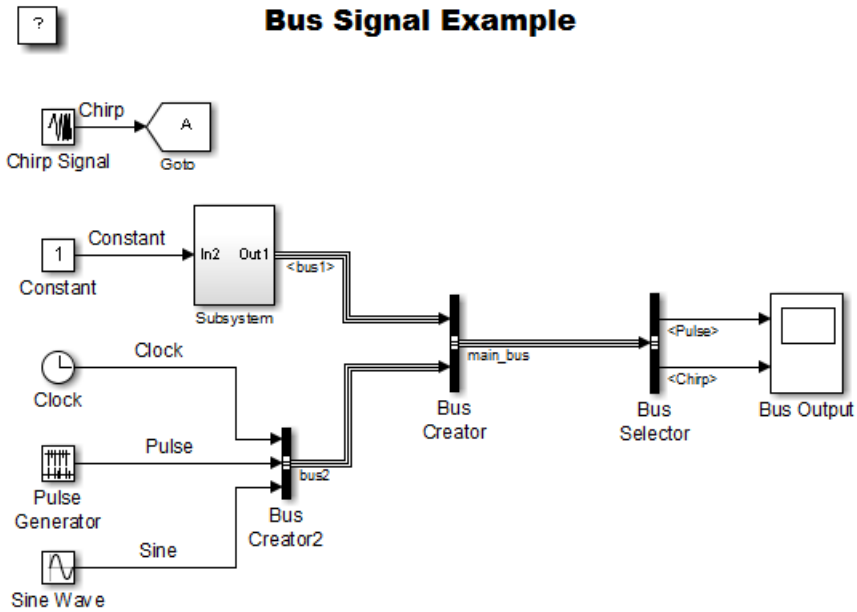 ?
Bus Signal Example
Chirp
A
Chirp Signal
Goto
Constant
1
In2
Out1
<bus1>
Constant
Subsystem
Clock
Clock
main_bus
<Pulse>
<Chirp>
Bus
Creator
Bus
Selector
Bus Output
Pulse
bus2
Pulse
Generator
Bus
Creator2
Sine
Sine Wave